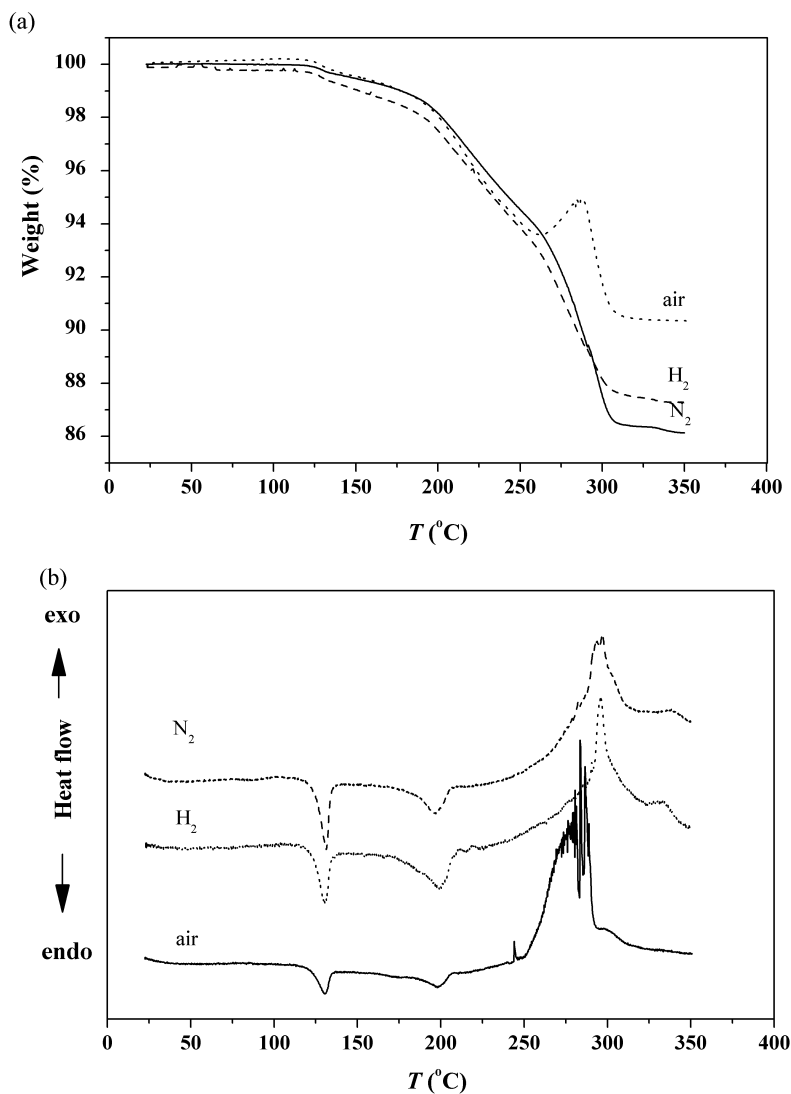 (a)
100
98
96
94
92
90
88
86
Weight (%)
air
H2
N2
0 50 100 150 200 250 300 350 400
T (°C)
(b)
exo
Heat flow
endo
N2
H2
air
0 25 50 100 150 200 250 300 350 400
T (°C)